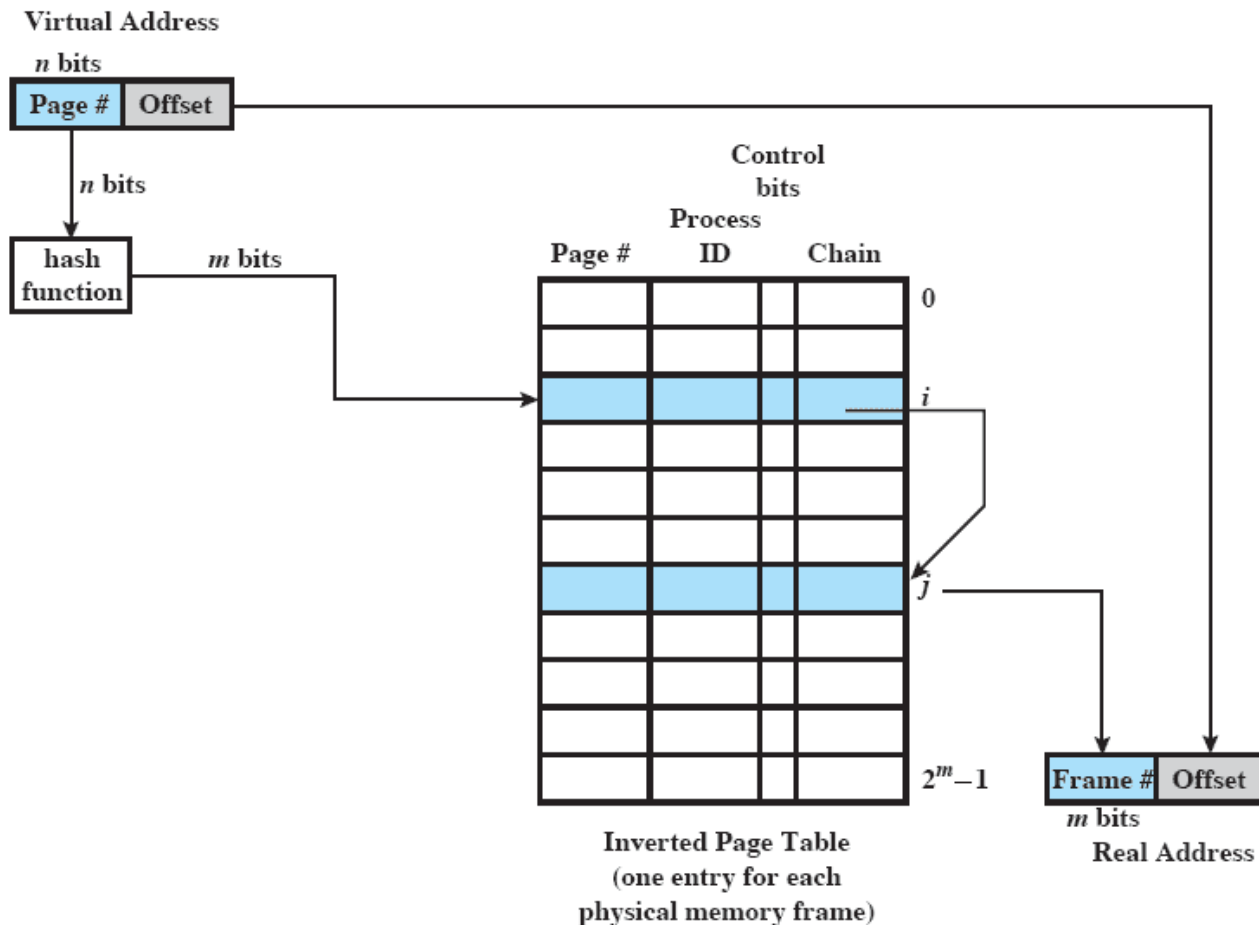 Virtual Address
n bits
Page # Offset
n bits
hash
function
m bits
Control
bits
Process
Page # ID Chain
0
i
j
2^m−1
Frame # Offset
m bits
Real Address
Inverted Page Table
(one entry for each
physical memory frame)